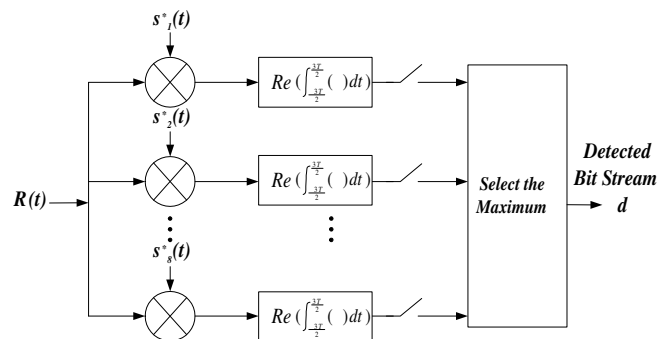 s*₁(t)
Re (∫_{-3T/2}^{3T/2} ( ) dt)
s*₂(t)
Re (∫_{-3T/2}^{3T/2} ( ) dt)
R(t)
s*₈(t)
Re (∫_{-3T/2}^{3T/2} ( ) dt)
Select the
Maximum
Detected
Bit Stream
d